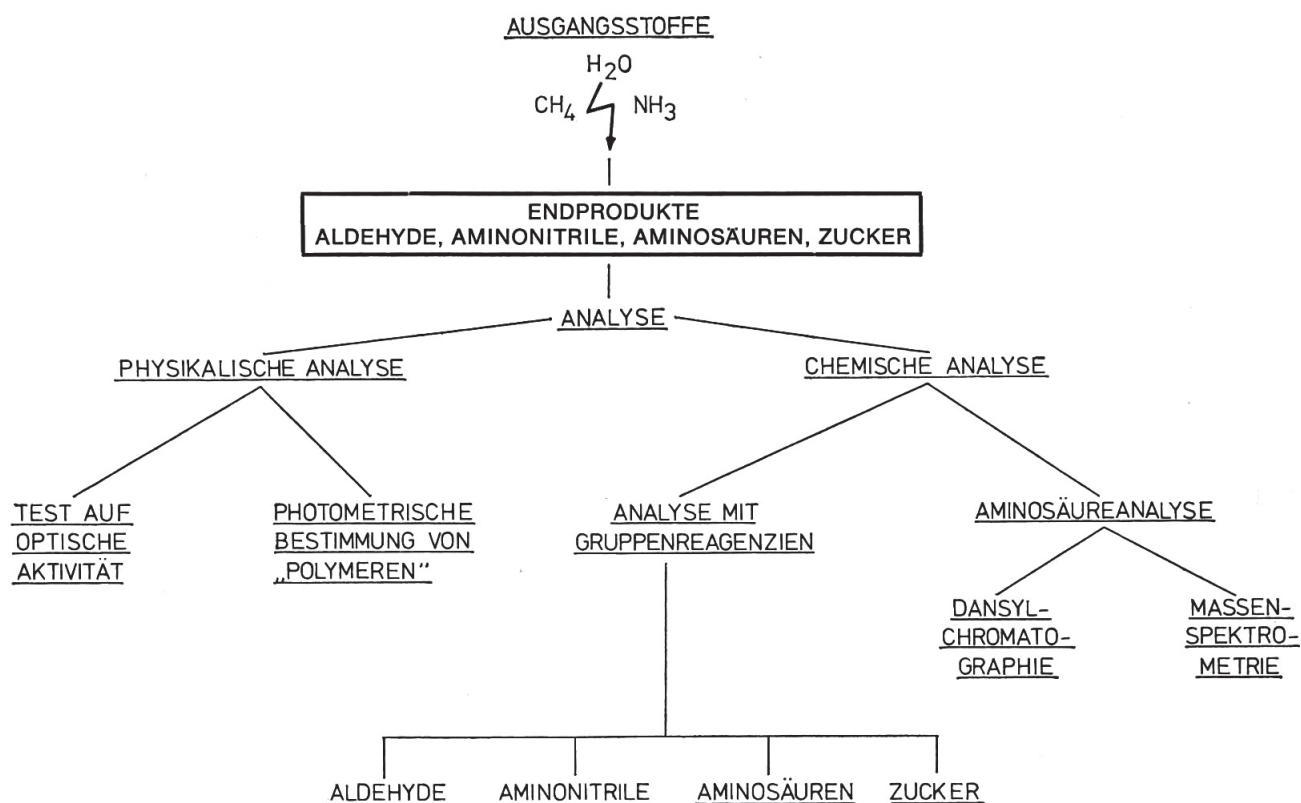 AUSGANGSSTOFFE
H2O
CH4 NH3
ENDPRODUKTE
ALDEHYDE, AMINONITRILE, AMINOSÄUREN, ZUCKER
ANALYSE
PHYSIKALISCHE ANALYSE
CHEMISCHE ANALYSE
TEST AUF
OPTISCHE
AKTIVITÄT
PHOTOMETRISCHE
BESTIMMUNG VON
„POLYMEREN“
ANALYSE MIT
GRUPPENREAGENZIEN
AMINOSÄUREANALYSE
DANSYL-
CHROMATO-
GRAPHIE
MASSEN-
SPEKTRO-
METRIE
ALDEHYDE
AMINONITRILE
AMINOSÄUREN
ZUCKER